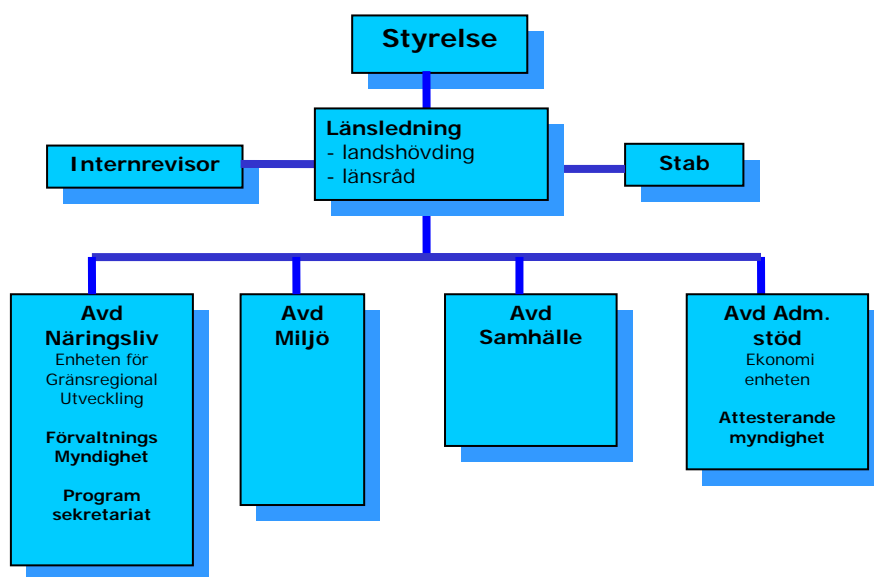 Styrelse
Länsledning
- landshövding
- länsråd
Internrevisor
Stab
Avd
Näringsliv
Enheten för
Gränsregional
Utveckling
Förvaltnings
Myndighet
Program
sekretariat
Avd
Miljö
Avd
Samhälle
Avd Adm.
stöd
Ekonomi
enheten
Attesterande
myndighet